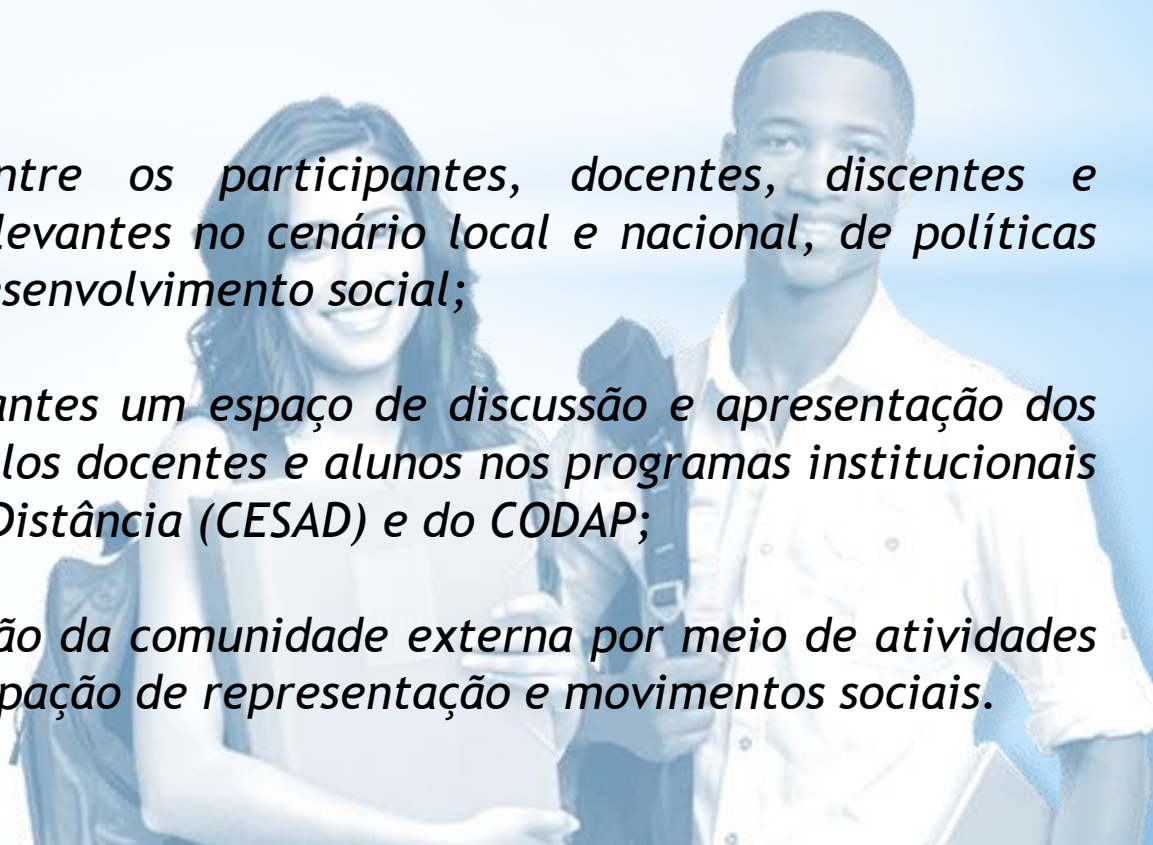 ntre os participantes, docentes, discentes e
levantes no cenário local e nacional, de políticas
esenvolvimento social;
antes um espaço de discussão e apresentação dos
los docentes e alunos nos programas institucionais
Distância (CESAD) e do CODAP;
ão da comunidade externa por meio de atividades
pação de representação e movimentos sociais.